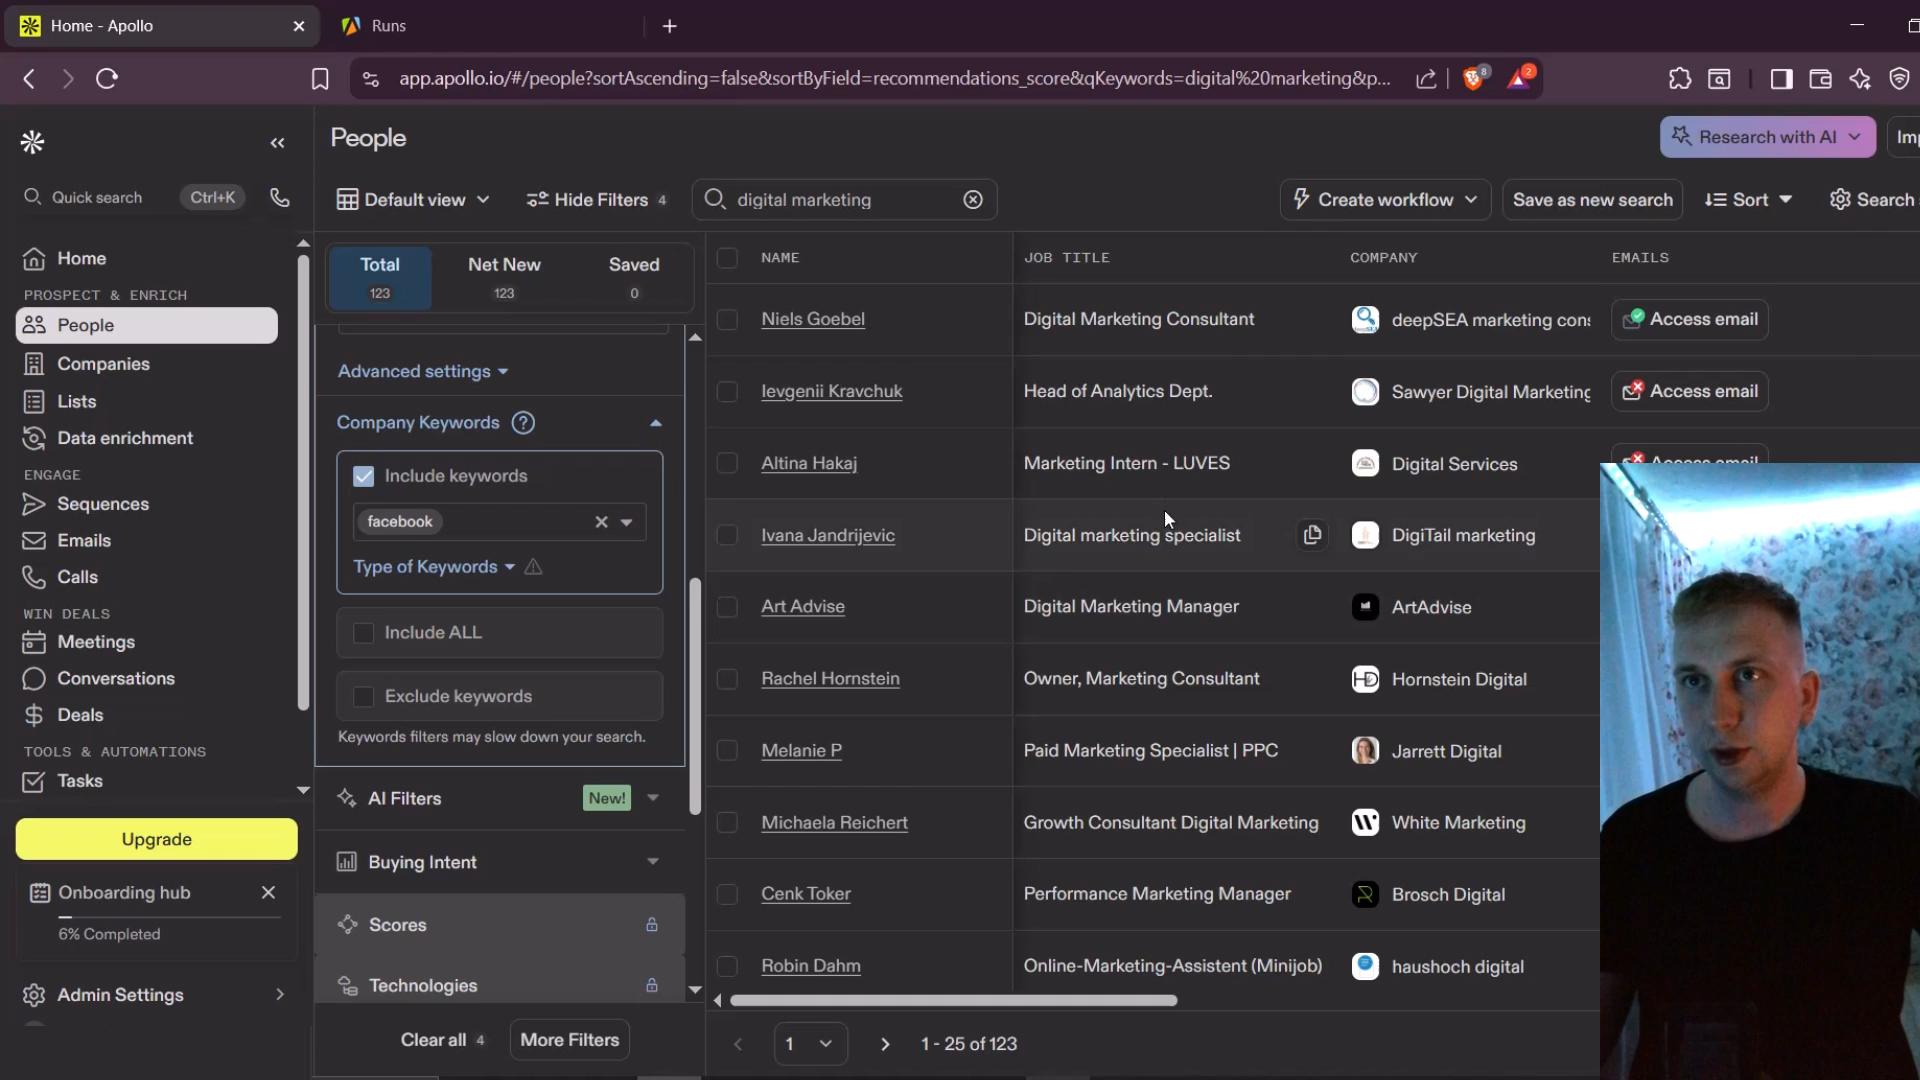 Home - Apollo
Runs
app.apollo.io/#/people?sortAscending=false&sortByField=recommendations_score&qKeywords=digital%20marketing&p...
8
2
People
Research with AI
Quick search
Ctrl+K
Default view
Hide Filters 4
digital marketing
Create workflow
Save as new search
Sort
Search
Home
PROSPECT & ENRICH
People
Companies
Lists
Data enrichment
ENGAGE
Sequences
Emails
Calls
WIN DEALS
Meetings
Conversations
Deals
TOOLS & AUTOMATIONS
Tasks
Upgrade
Onboarding hub
6% Completed
Admin Settings
Total
123
Net New
123
Saved
0
Advanced settings
Company Keywords
Include keywords
facebook
Type of Keywords
Include ALL
Exclude keywords
Keywords filters may slow down your search.
AI Filters
New!
Buying Intent
Scores
Technologies
Clear all 4
More Filters
NAME JOB TITLE COMPANY EMAILS
Niels Goebel Digital Marketing Consultant deepSEA marketing cons Access email
Ievgenii Kravchuk Head of Analytics Dept. Sawyer Digital Marketing Access email
Altina Hakaj Marketing Intern - LUVES Digital Services Access email
Ivana Jandrijevic Digital marketing specialist DigiTail marketing
Art Advise Digital Marketing Manager ArtAdvise
Rachel Hornstein Owner, Marketing Consultant Hornstein Digital
Melanie P Paid Marketing Specialist | PPC Jarrett Digital
Michaela Reichert Growth Consultant Digital Marketing White Marketing
Cenk Toker Performance Marketing Manager Brosch Digital
Robin Dahm Online-Marketing-Assistent (Minijob) haushoch digital
1
1 - 25 of 123